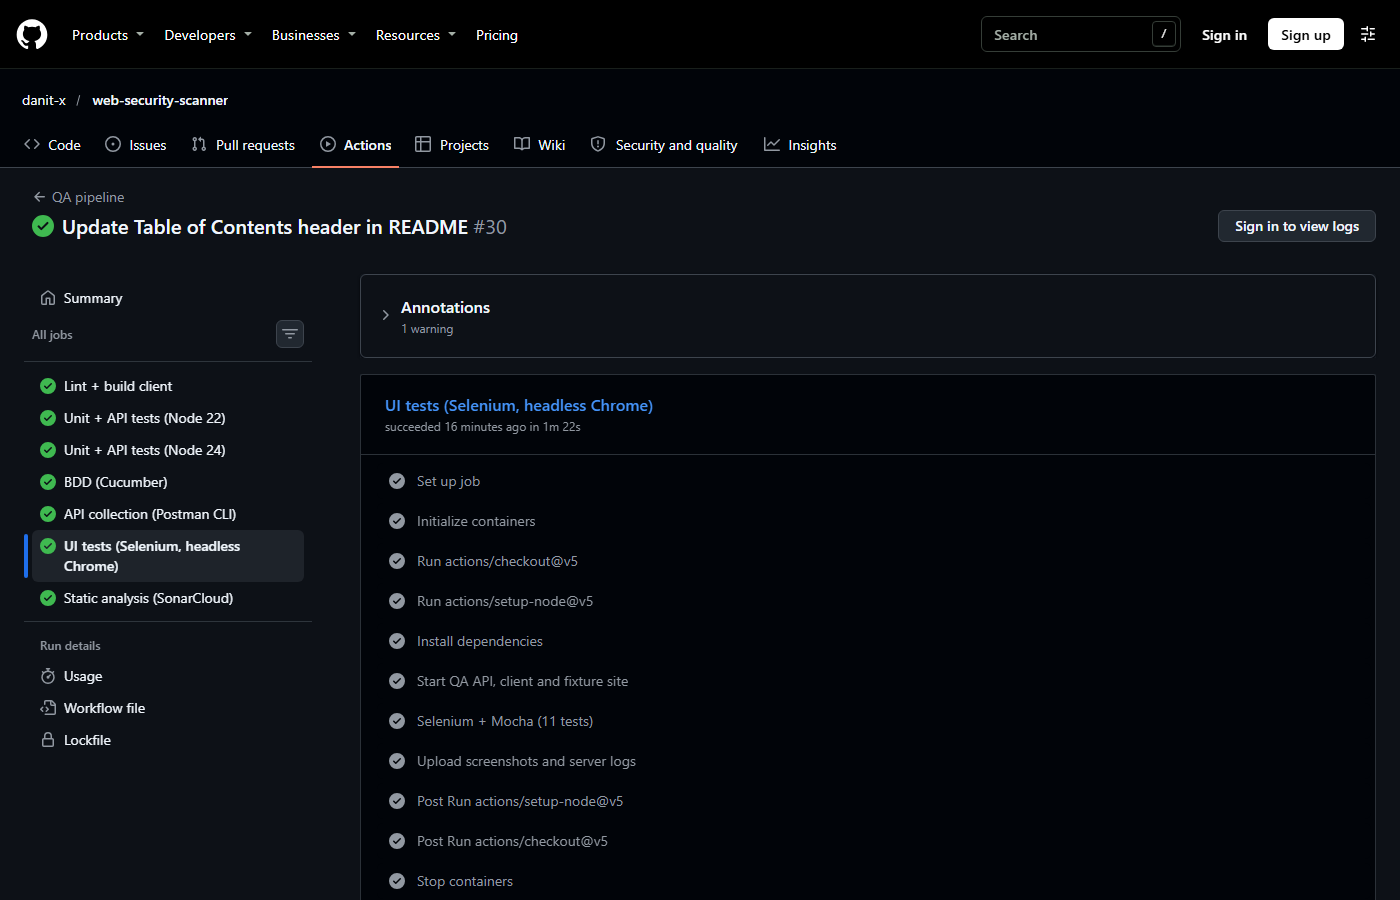 Products Developers Businesses Resources Pricing Search / Sign in Sign up
danit-x / web-security-scanner
Code Issues Pull requests Actions Projects Wiki Security and quality Insights
QA pipeline
Update Table of Contents header in README #30
Sign in to view logs
Summary
All jobs
Lint + build client
Unit + API tests (Node 22)
Unit + API tests (Node 24)
BDD (Cucumber)
API collection (Postman CLI)
UI tests (Selenium, headless
Chrome)
Static analysis (SonarCloud)
Run details
Usage
Workflow file
Lockfile
Annotations
1 warning
UI tests (Selenium, headless Chrome)
succeeded 16 minutes ago in 1m 22s
Set up job
Initialize containers
Run actions/checkout@v5
Run actions/setup-node@v5
Install dependencies
Start QA API, client and fixture site
Selenium + Mocha (11 tests)
Upload screenshots and server logs
Post Run actions/setup-node@v5
Post Run actions/checkout@v5
Stop containers